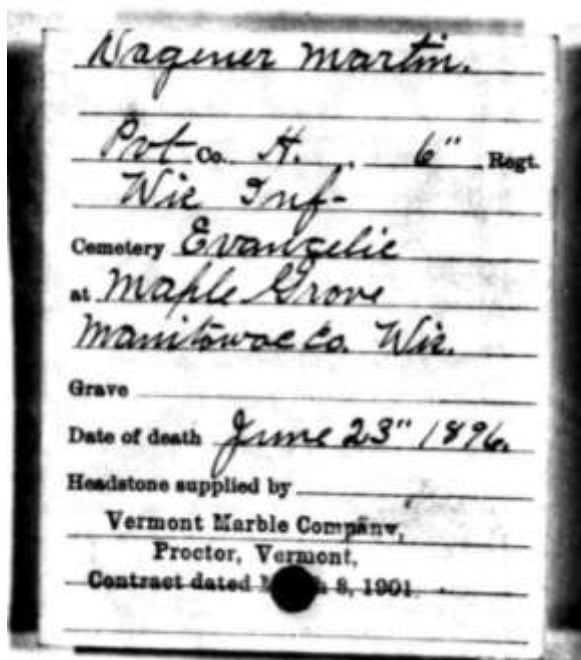 Wagener Martin.
Pvt Co. H. , 6" Regt.
Wis Inf-
Cemetery Evangelic
at Maple Grove
Manitowoc Co. Wis.
Grave
Date of death June 23" 1896.
Headstone supplied by
Vermont Marble Company,
Proctor, Vermont,
Contract dated 8, 1901.